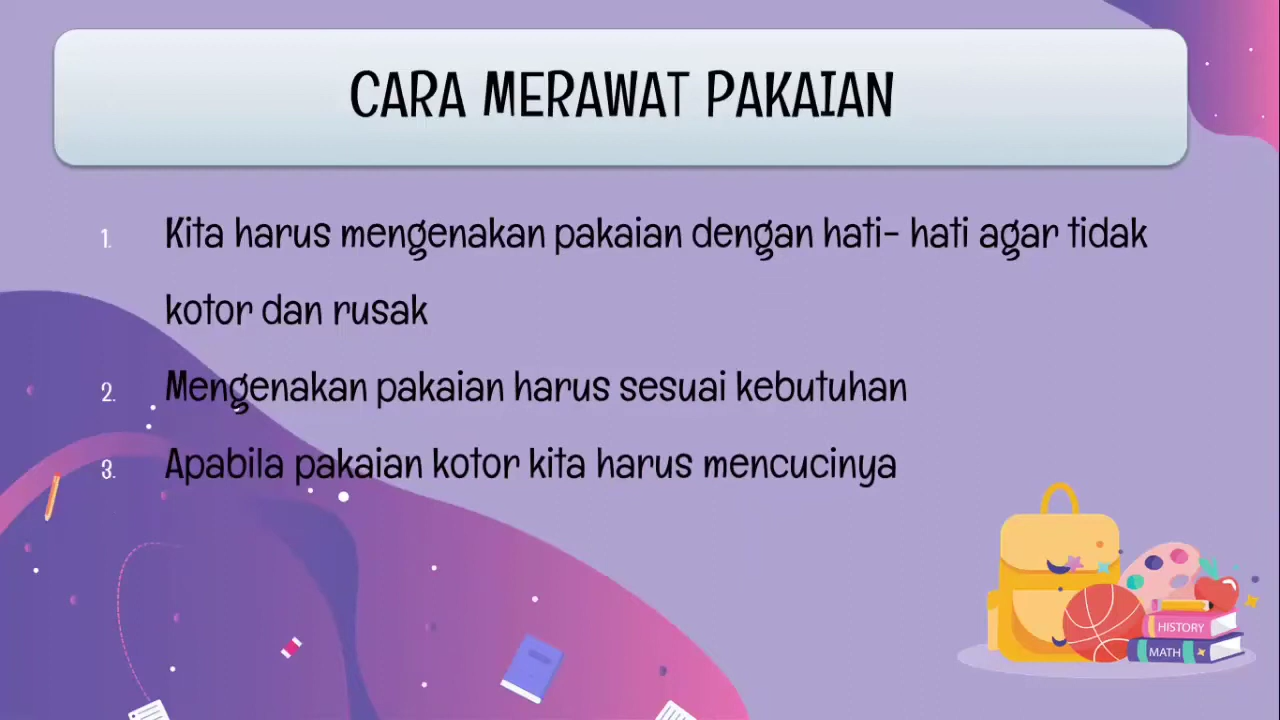 CARA MERAWAT PAKAIAN
1. Kita harus mengenakan pakaian dengan hati- hati agar tidak
kotor dan rusak
2. Mengenakan pakaian harus sesuai kebutuhan
3. Apabila pakaian kotor kita harus mencucinya
HISTORY
MATH